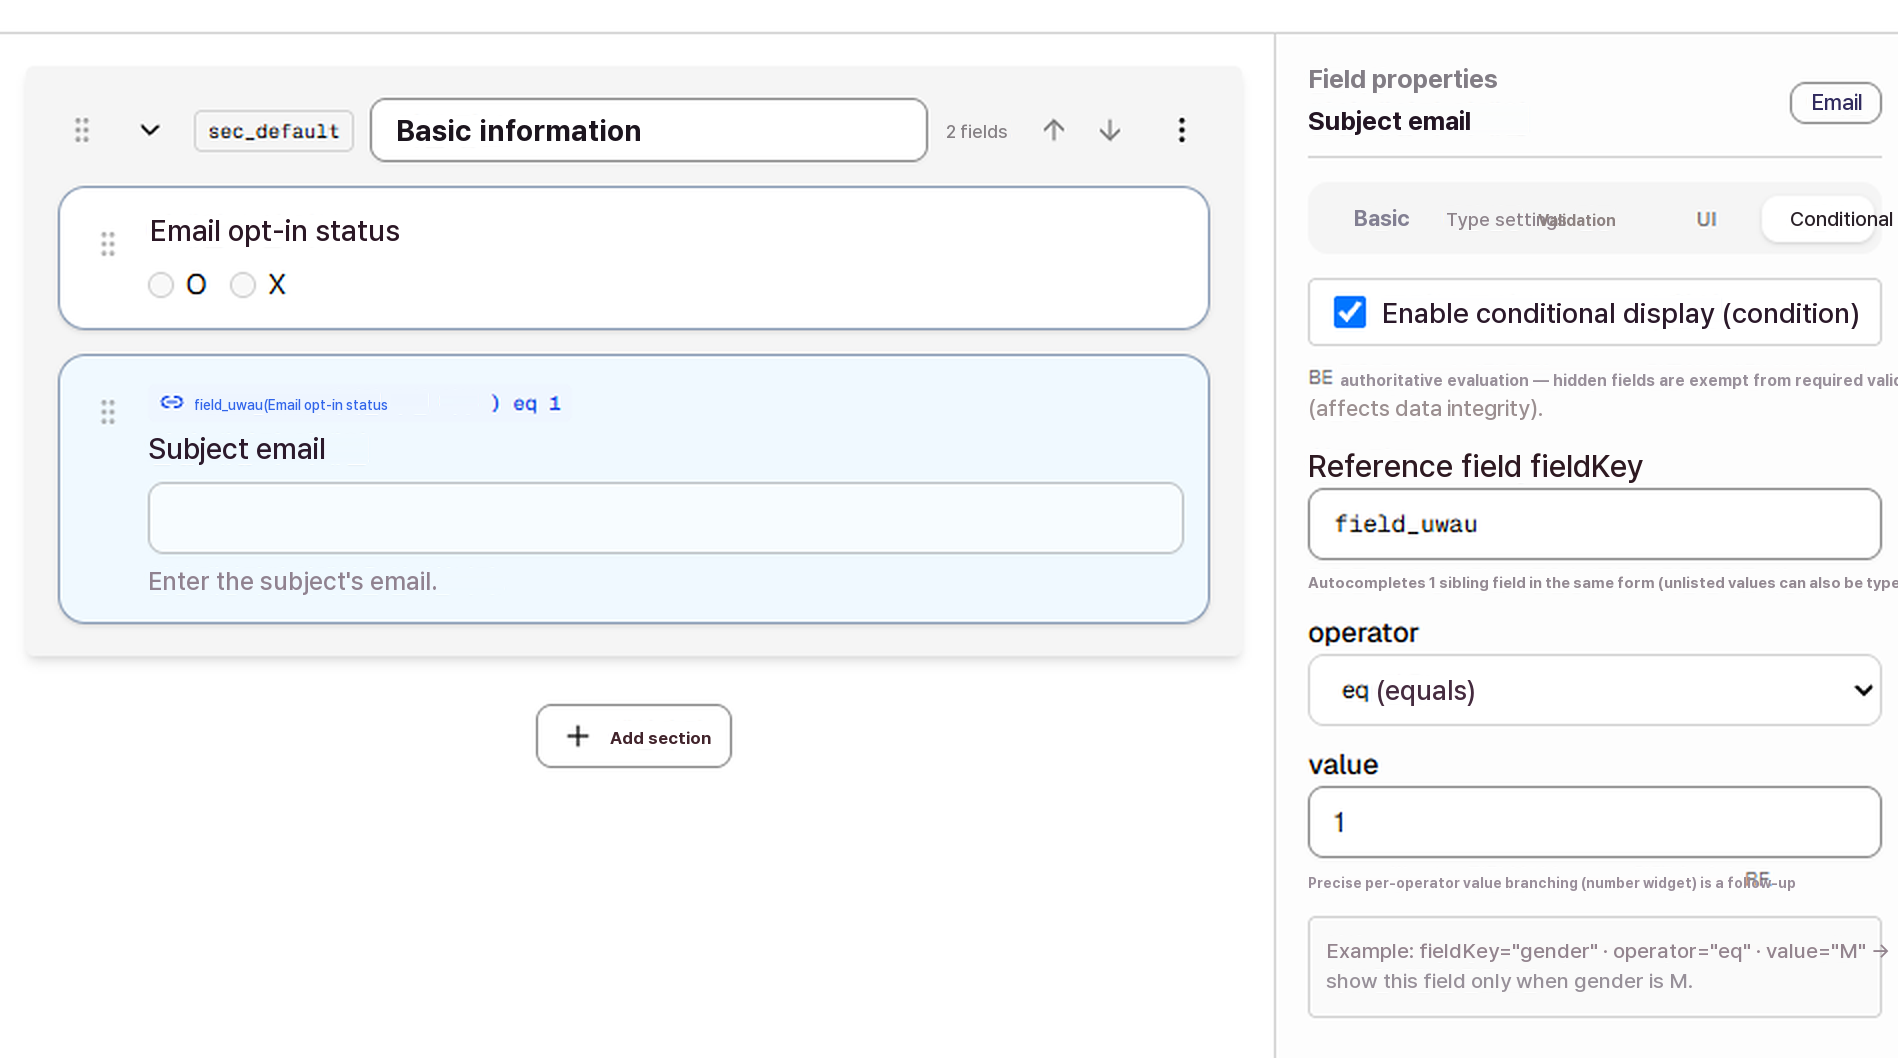 sec_default
Basic information
2 fields
Email opt-in status
O X
field_uwau(Email opt-in status ) eq 1
Subject email
Enter the subject's email.
Add section
Field properties
Subject email
Email
Basic Type settings Validation UI Conditional
Enable conditional display (condition)
BE authoritative evaluation — hidden fields are exempt from required
(affects data integrity).
Reference field fieldKey
field_uwau
Autocompletes 1 sibling field in the same form (unlisted values can also be
operator
eq (equals)
value
1
Precise per-operator value branching (number widget) is a follow-up
Example: fieldKey="gender" · operator="eq" · value="M" →
show this field only when gender is M.